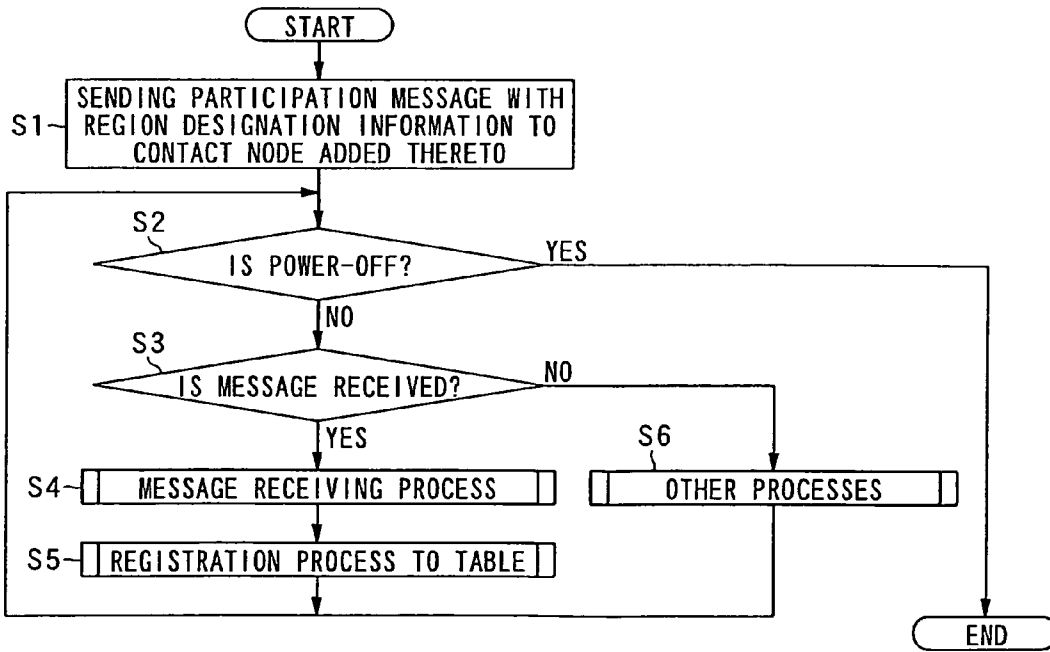 START
S1
SENDING PARTICIPATION MESSAGE WITH
REGION DESIGNATION INFORMATION TO
CONTACT NODE ADDED THERETO
S2
IS POWER-OFF?
YES
NO
S3
IS MESSAGE RECEIVED?
NO
YES
S4
MESSAGE RECEIVING PROCESS
S6
OTHER PROCESSES
S5
REGISTRATION PROCESS TO TABLE
END